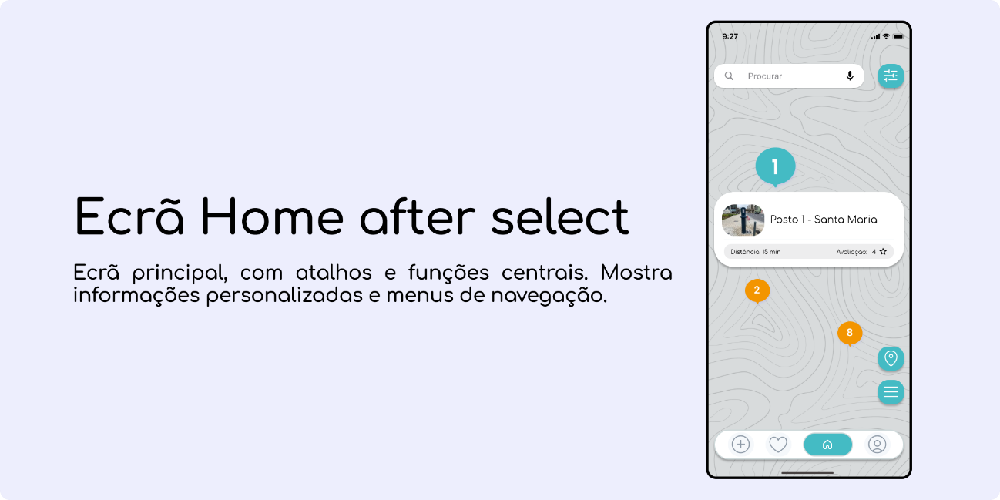 Ecrã Home after select
Ecrã principal, com atalhos e funções centrais. Mostra
informações personalizadas e menus de navegação.
9:27
Procurar
1
Posto 1 - Santa Maria
Distância: 15 min Avaliação: 4
2
8